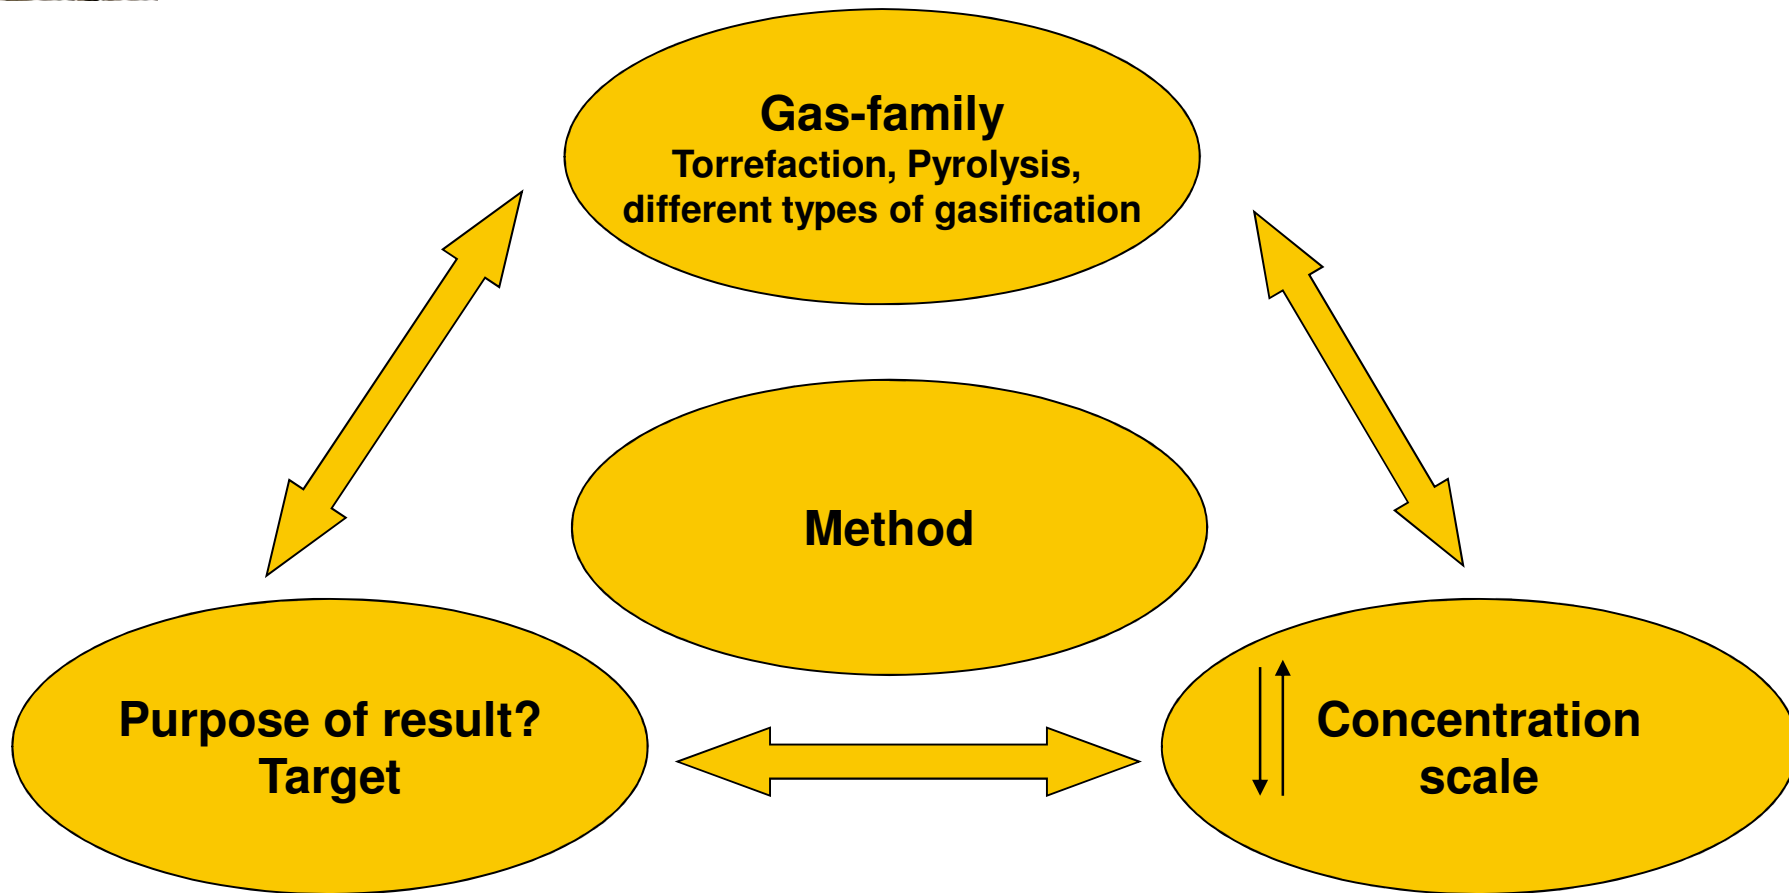 Gas-family
Torrefaction, Pyrolysis,
different types of gasification
Method
Purpose of result?
Target
Concentration
scale